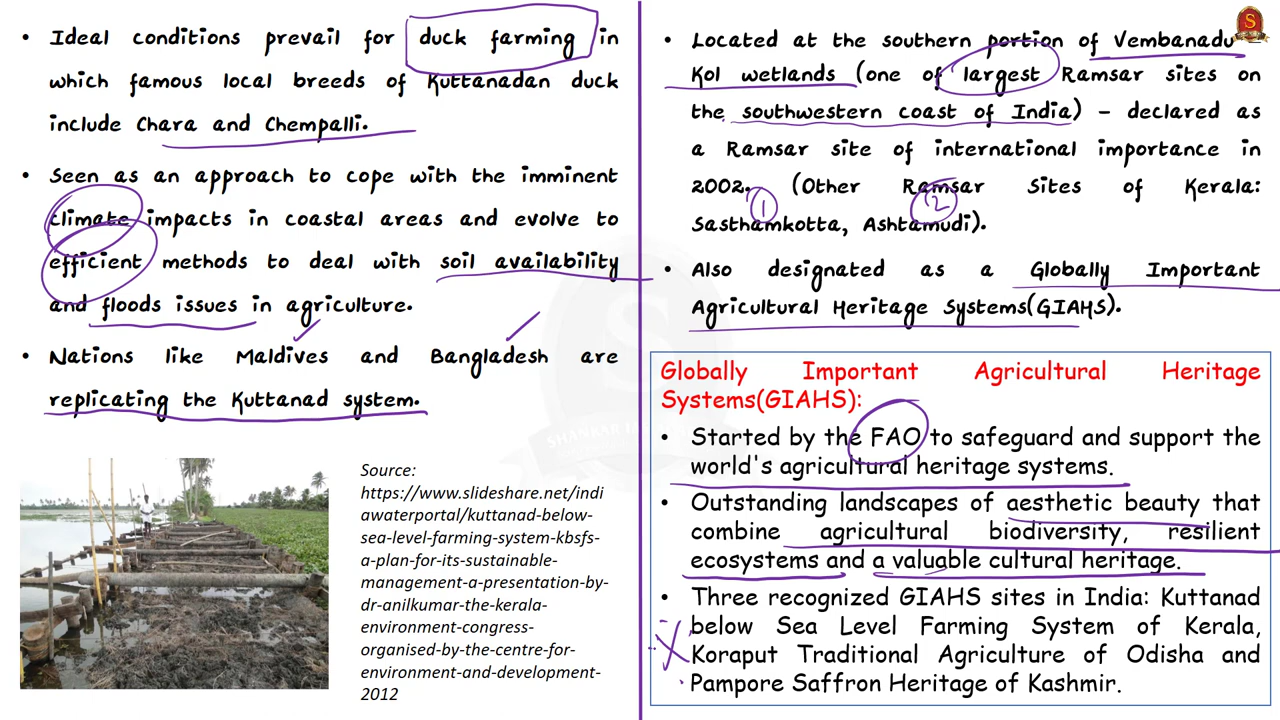 • Ideal conditions prevail for duck farming in
which famous local breeds of Kuttanadan duck
include Chara and Chempalli.
• Seen as an approach to cope with the imminent
climate impacts in coastal areas and evolve to
efficient methods to deal with soil availability
and floods issues in agriculture.
• Nations like Maldives and Bangladesh are
replicating the Kuttanad system.
Source:
https://www.slideshare.net/indi
awaterportal/kuttanad-below-
sea-level-farming-system-kbsfs-
a-plan-for-its-sustainable-
management-a-presentation-by-
dr-anilkumar-the-kerala-
environment-congress-
organised-by-the-centre-for-
environment-and-development-
2012
• Located at the southern portion of Vembanadu
Kol wetlands (one of largest Ramsar sites on
the southwestern coast of India) – declared as
a Ramsar site of international importance in
2002. (Other Ramsar Sites of Kerala:
1 2
Sasthamkotta, Ashtamudi).
• Also designated as a Globally Important
Agricultural Heritage Systems(GIAHS).
Globally Important Agricultural Heritage
Systems(GIAHS):
• Started by the FAO to safeguard and support the
world's agricultural heritage systems.
• Outstanding landscapes of aesthetic beauty that
combine agricultural biodiversity, resilient
ecosystems and a valuable cultural heritage.
• Three recognized GIAHS sites in India: Kuttanad
below Sea Level Farming System of Kerala,
Koraput Traditional Agriculture of Odisha and
Pampore Saffron Heritage of Kashmir.